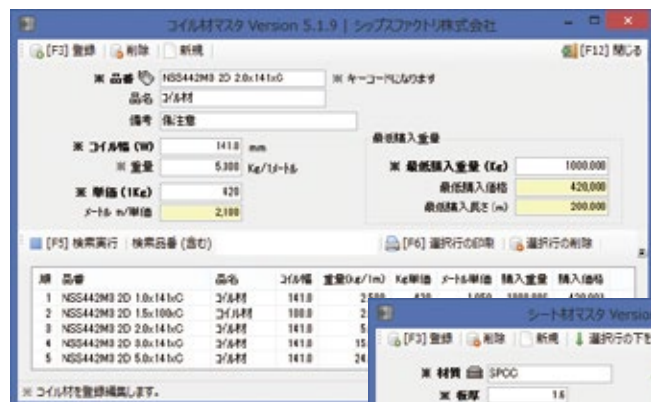 コイル材マスタ Version 5.1.9 | シップスファクトリ株式会社
[F3] 登録 削除 新規 [F12] 閉じる
※ 品番 NSS442M3 2D 2.0x141xC ※ キーコードになります
品名 コイル材
備考 傷注意
※ コイル幅 (W) 141.0 mm
※ 重量 5.000 Kg/1メートル
※ 単価 (1Kg) 420
メートル n/単価 2,100
最低購入重量
※ 最低購入重量 (Kg) 1000.000
最低購入価格 420,000
最低購入長さ (m) 200.000
[F5] 検索実行 検索品番 (含む) [F6] 選択行の印刷 選択行の削除
順 品番 品名 コイル幅 重量(Kg/1m) Kg単価 メートル単価 購入重量 購入価格
1 NSS442M3 2D 1.0x141xC コイル材 141.0 2.500 420 1,050
2 NSS442M3 2D 1.5x100xC コイル材 100.0
3 NSS442M3 2D 2.0x141xC コイル材 141.0
4 NSS442M3 2D 6.0x141xC コイル材 141.0
5 NSS442M3 2D 5.0x141xC コイル材 141.0
※ コイル材を登録編集します。
シート材マスタ Versio
[F3] 登録 削除 新規 選択行の下を
※ 材質 SPCC
※ 板厚 1.6